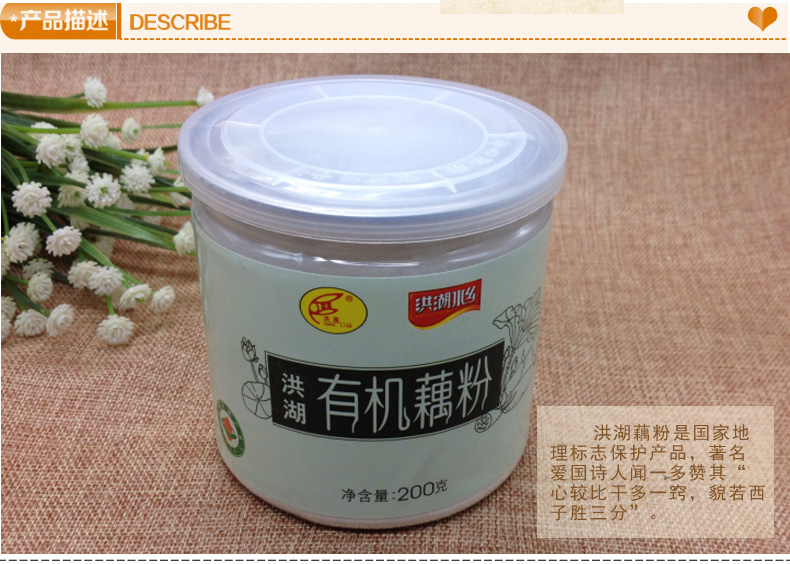 *产品描述 DESCRIBE
洪湖水乡
洪湖
有机藕粉
净含量:200克
洪湖藕粉是国家地
理标志保护产品，著名
爱国诗人闻一多赞其“
心较比干多一窍，貌若西
子胜三分”。